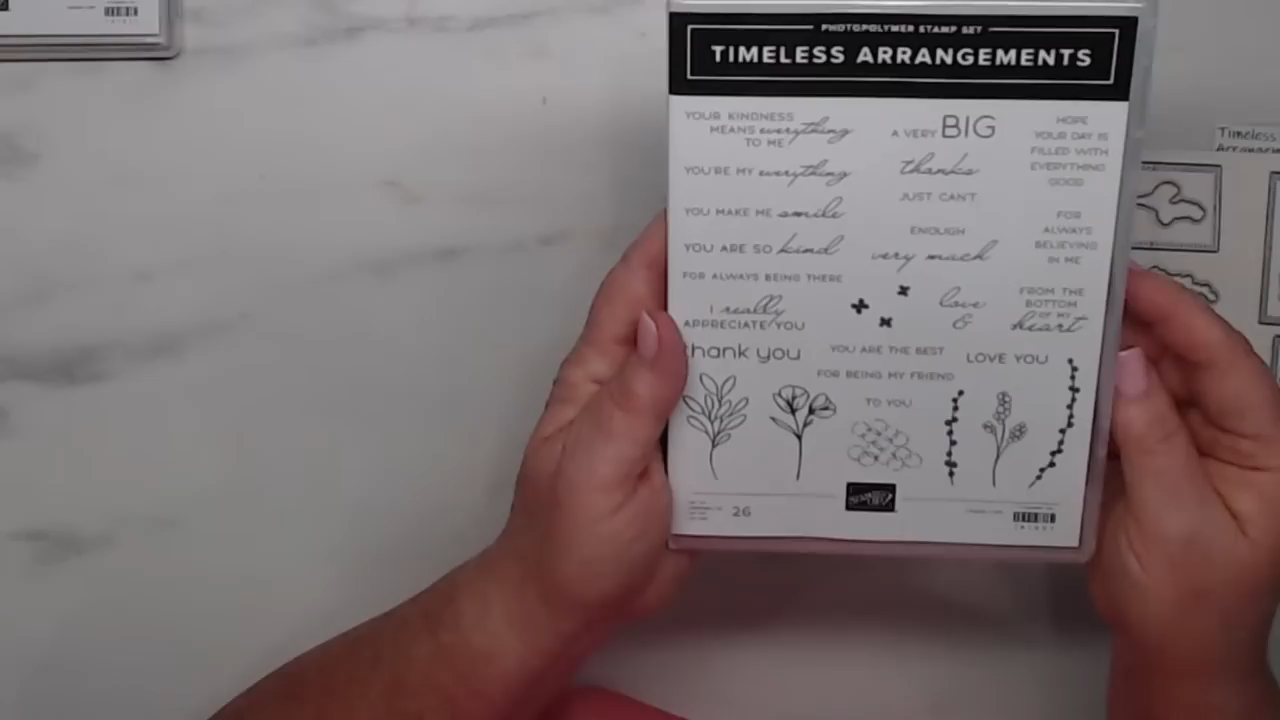 PHOTOPOLYMER STAMP SET
TIMELESS ARRANGEMENTS
YOUR KINDNESS
MEANS everything
TO ME
YOU'RE MY everything
YOU MAKE ME smile
YOU ARE SO kind
FOR ALWAYS BEING THERE
I really
APPRECIATE YOU
thank you
A VERY BIG
thanks
JUST CAN'T
ENOUGH
very much
love
&
YOU ARE THE BEST
FOR BEING MY FRIEND
TO YOU
HOPE
YOUR DAY IS
FILLED WITH
EVERYTHING
GOOD
FOR
ALWAYS
BELIEVING
IN ME
FROM THE
BOTTOM
OF MY
heart
LOVE YOU
26
STAMPIN' UP!
Timeless
Arrangements